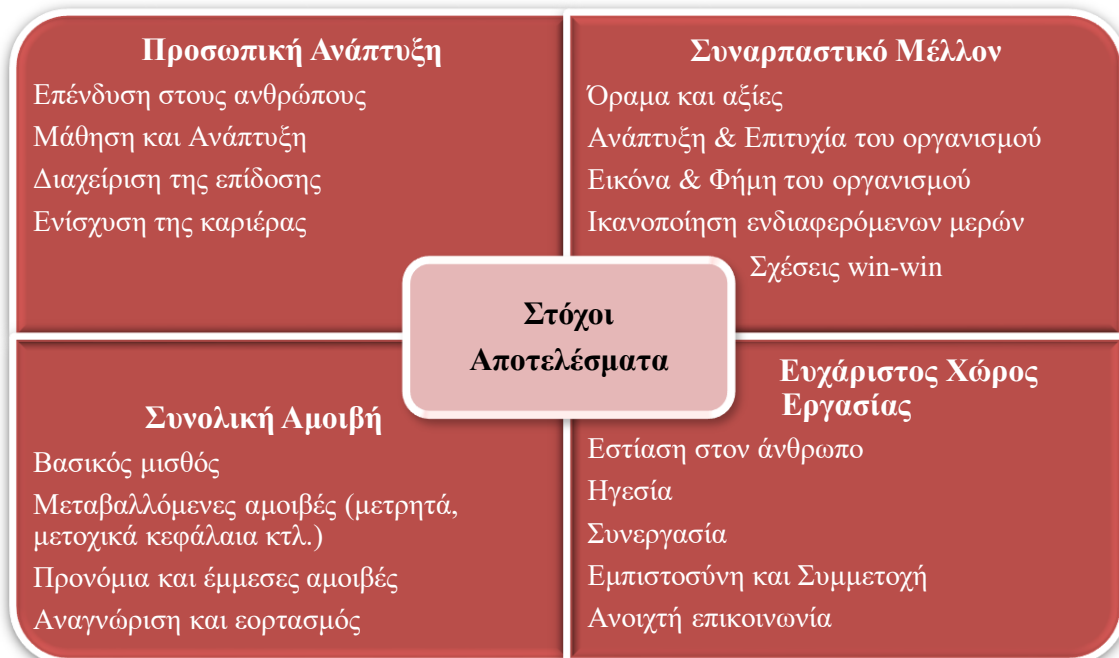 Προσωπική Ανάπτυξη
Επένδυση στους ανθρώπους
Μάθηση και Ανάπτυξη
Διαχείριση της επίδοσης
Ενίσχυση της καριέρας
Συναρπαστικό Μέλλον
Όραμα και αξίες
Ανάπτυξη & Επιτυχία του οργανισμού
Εικόνα & Φήμη του οργανισμού
Ικανοποίηση ενδιαφερόμενων μερών
Σχέσεις win-win
Στόχοι
Αποτελέσματα
Συνολική Αμοιβή
Βασικός μισθός
Μεταβαλλόμενες αμοιβές (μετρητά,
μετοχικά κεφάλαια κτλ.)
Προνόμια και έμμεσες αμοιβές
Αναγνώριση και εορτασμός
Ευχάριστος Χώρος
Εργασίας
Εστίαση στον άνθρωπο
Ηγεσία
Συνεργασία
Εμπιστοσύνη και Συμμετοχή
Ανοιχτή επικοινωνία